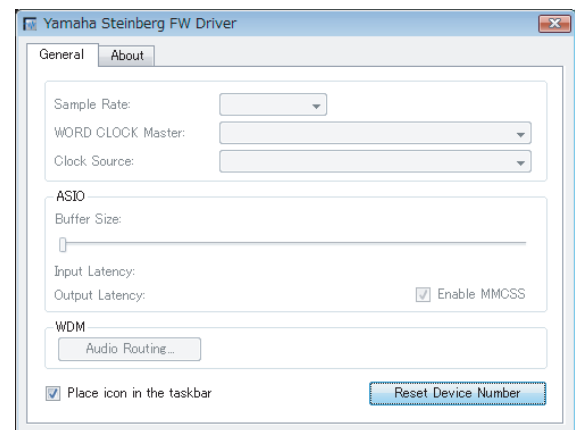 Yamaha Steinberg FW Driver
General About
Sample Rate:
WORD CLOCK Master:
Clock Source:
ASIO
Buffer Size:
Input Latency:
Output Latency:
Enable MMCSS
WDM
Audio Routing...
Place icon in the taskbar
Reset Device Number